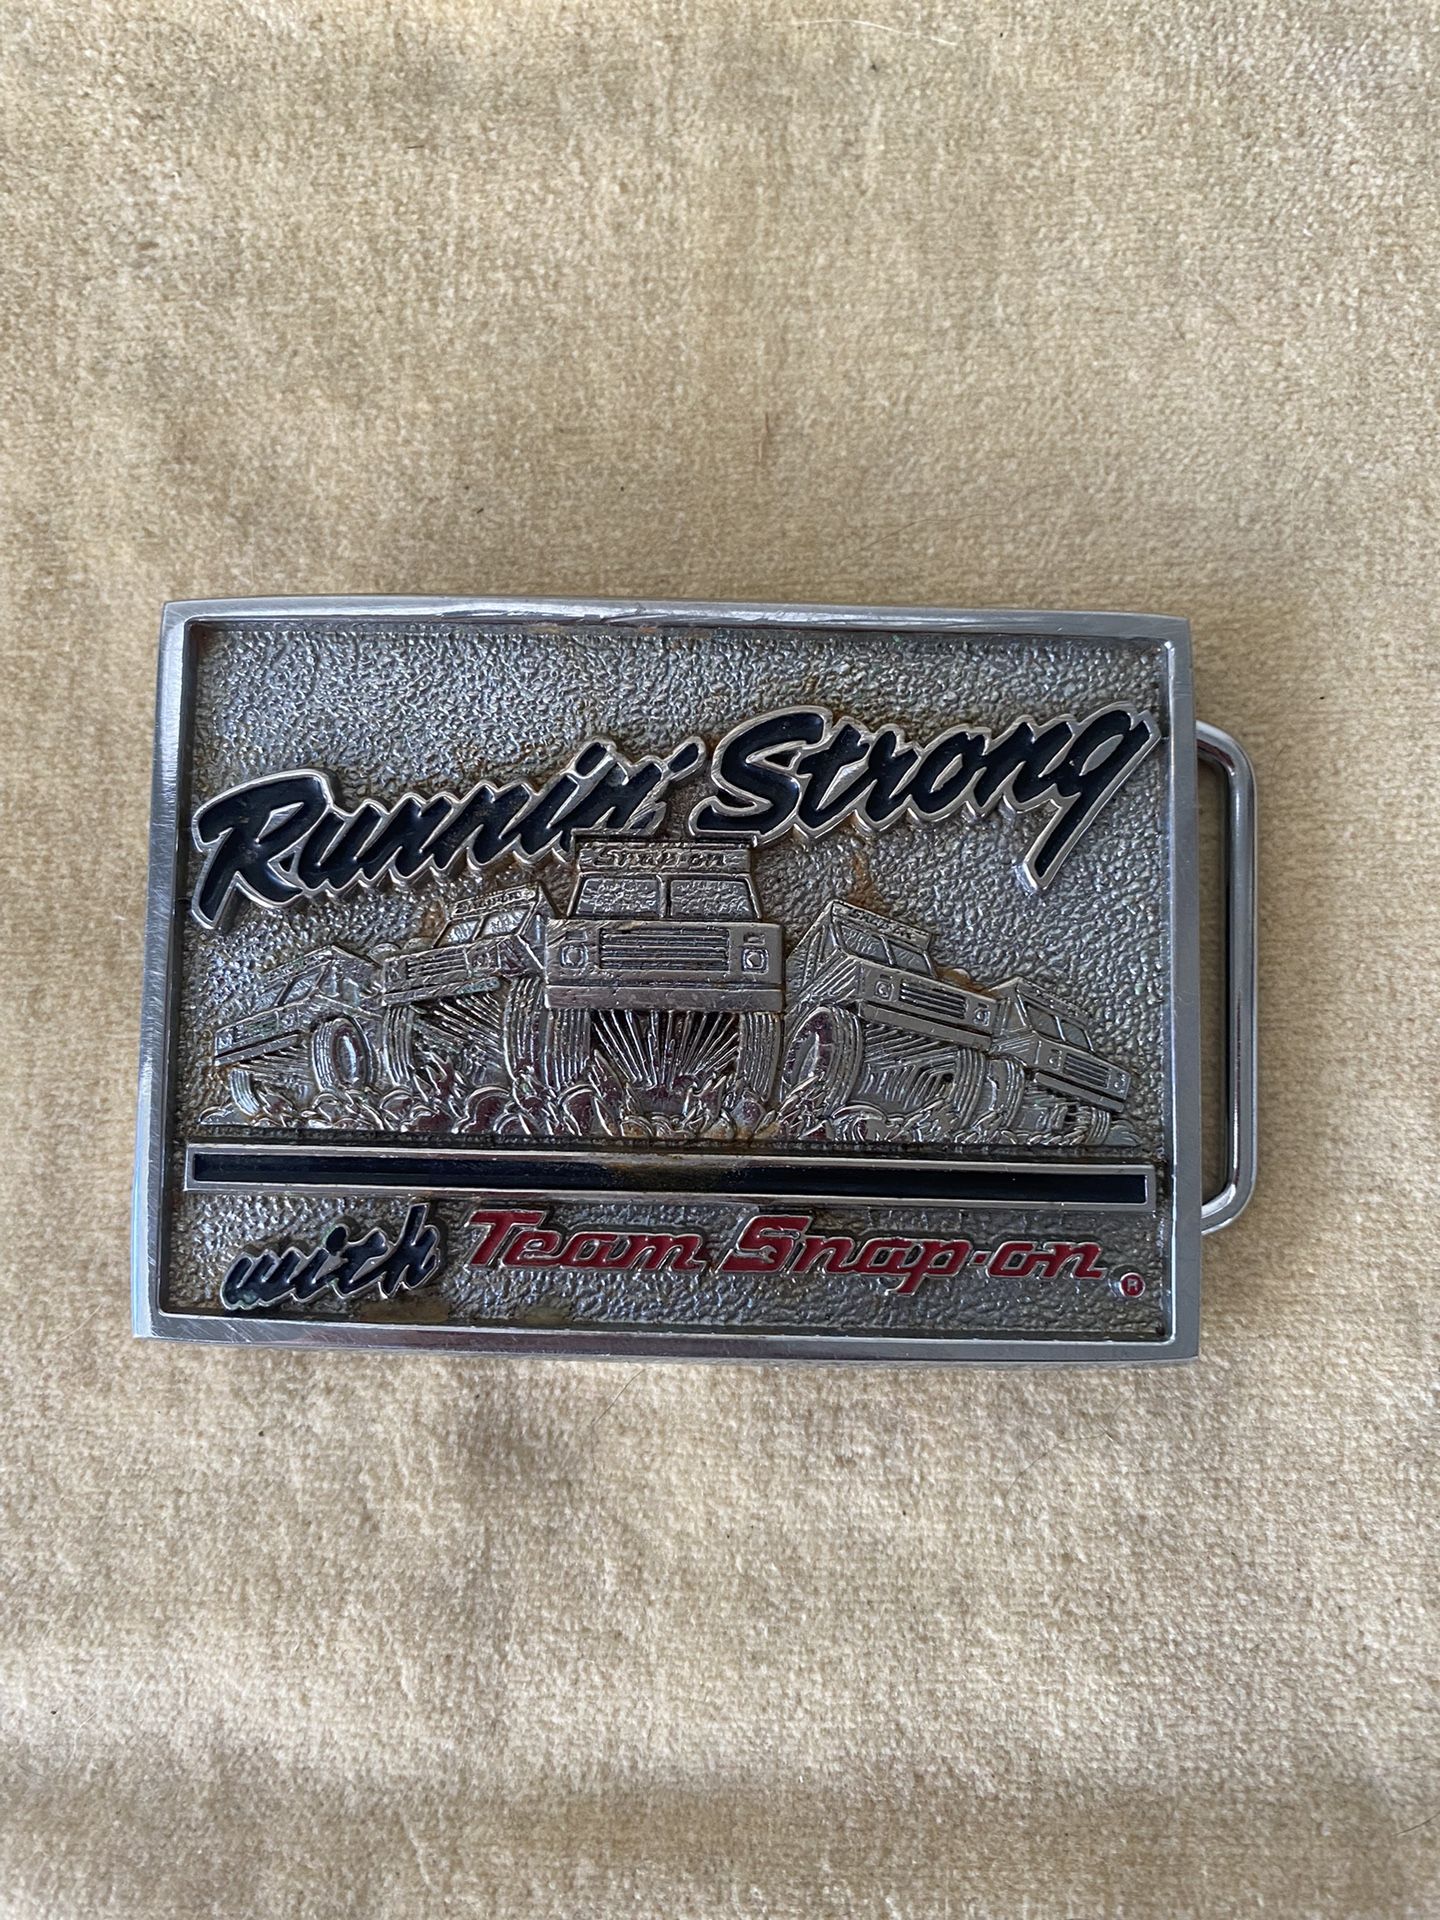 Runnin' Strong
Snap-on
with Team Snap-on ®